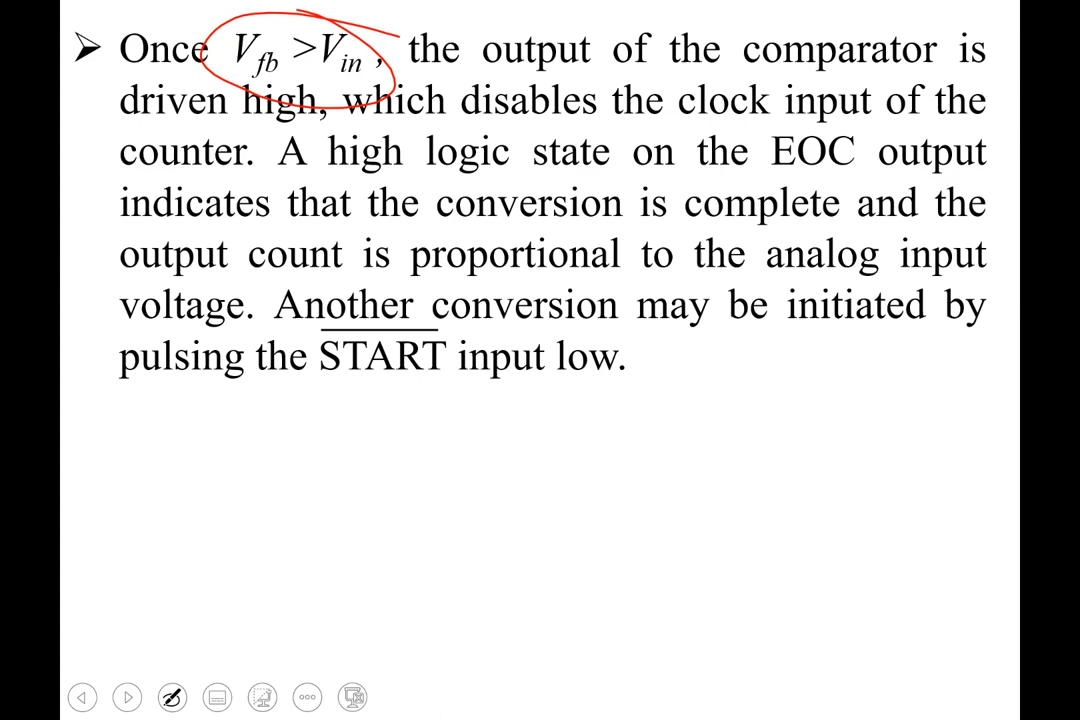 ➤ Once V_fb >V_in , the output of the comparator is
driven high, which disables the clock input of the
counter. A high logic state on the EOC output
indicates that the conversion is complete and the
output count is proportional to the analog input
voltage. Another conversion may be initiated by
pulsing the S̅T̅A̅R̅T̅ input low.